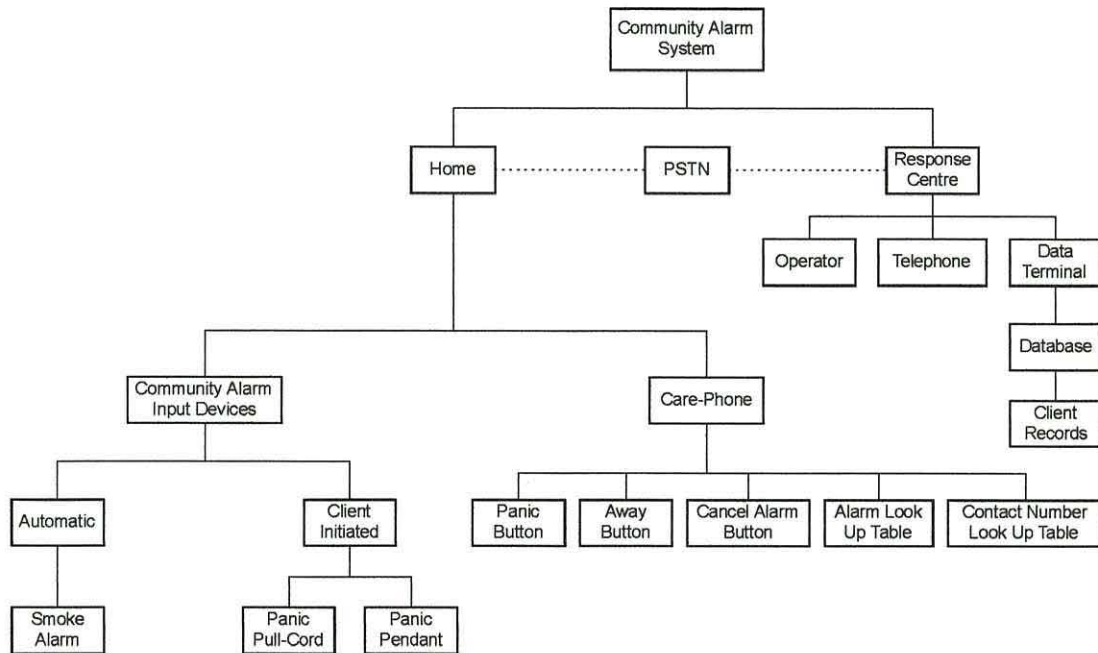 Community Alarm
System
Home
PSTN
Response
Centre
Operator
Telephone
Data
Terminal
Database
Client
Records
Community Alarm
Input Devices
Care-Phone
Automatic
Client
Initiated
Panic
Button
Away
Button
Cancel Alarm
Button
Alarm Look
Up Table
Contact Number
Look Up Table
Smoke
Alarm
Panic
Pull-Cord
Panic
Pendant